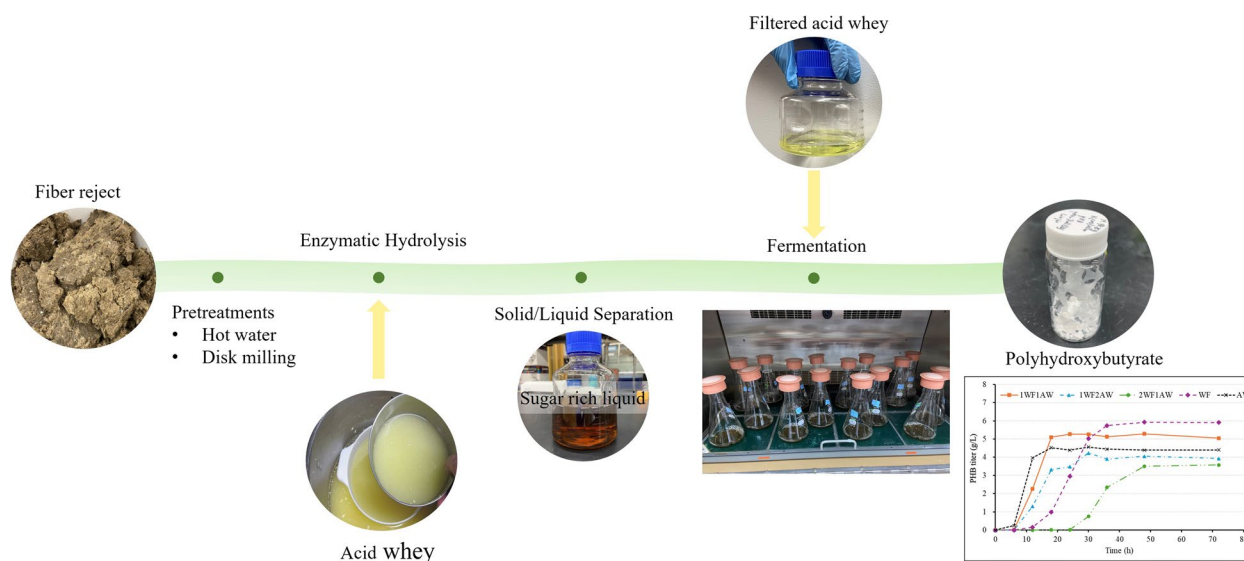 Filtered acid whey
Fiber reject
Enzymatic Hydrolysis
Fermentation
Pretreatments
• Hot water
• Disk milling
Solid/Liquid Separation
Sugar rich liquid
Acid whey
Polyhydroxybutyrate
1WF1AW 1WF2AW 2WF1AW WF
PHB titer (g/L)
8
7
6
5
4
3
2
1
0
0 10 20 30 40 50 60 70
Time (h)